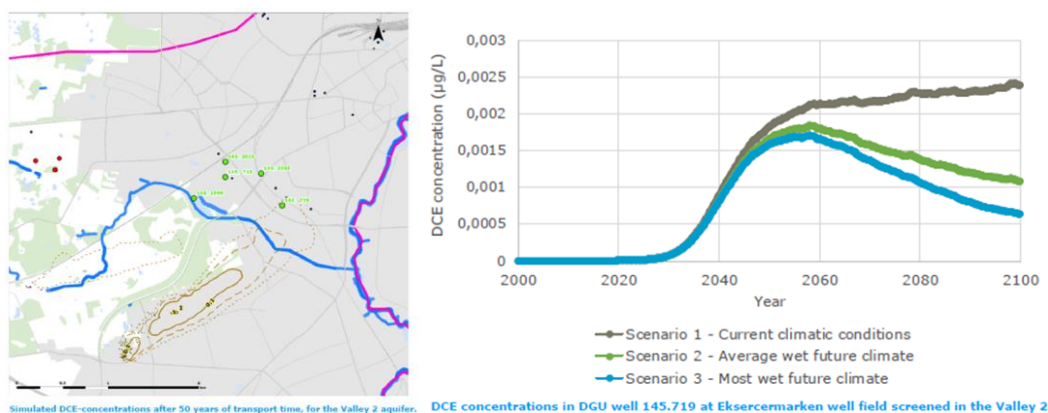 Simulated DCE-concentrations after 50 years of transport time, for the Valley 2 aquifer.
DCE concentration (µg/L)
0,003
0,0025
0,002
0,0015
0,001
0,0005
0
2000
2020
2040
2060
2080
2100
Year
Scenario 1 - Current climatic conditions
Scenario 2 - Average wet future climate
Scenario 3 - Most wet future climate
DCE concentrations in DGU well 145.719 at Eksercermarken well field screened in the Valley 2